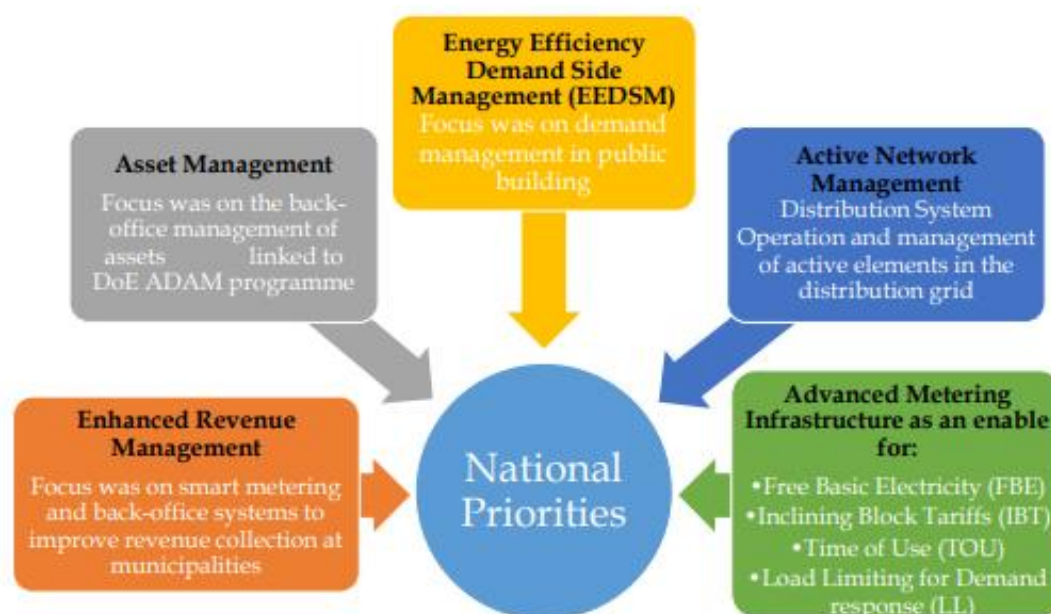 Energy Efficiency
Demand Side
Management (EEDSM)
Focus was on demand
management in public
building
Asset Management
Focus was on the back-
office management of
assets linked to
DoE ADAM programme
Active Network
Management
Distribution System
Operation and management
of active elements in the
distribution grid
Enhanced Revenue
Management
Focus was on smart metering
and back-office systems to
improve revenue collection at
municipalities
National
Priorities
Advanced Metering
Infrastructure as an enable
for:
•Free Basic Electricity (FBE)
•Inclining Block Tariffs (IBT)
•Time of Use (TOU)
•Load Limiting for Demand
response (LL)